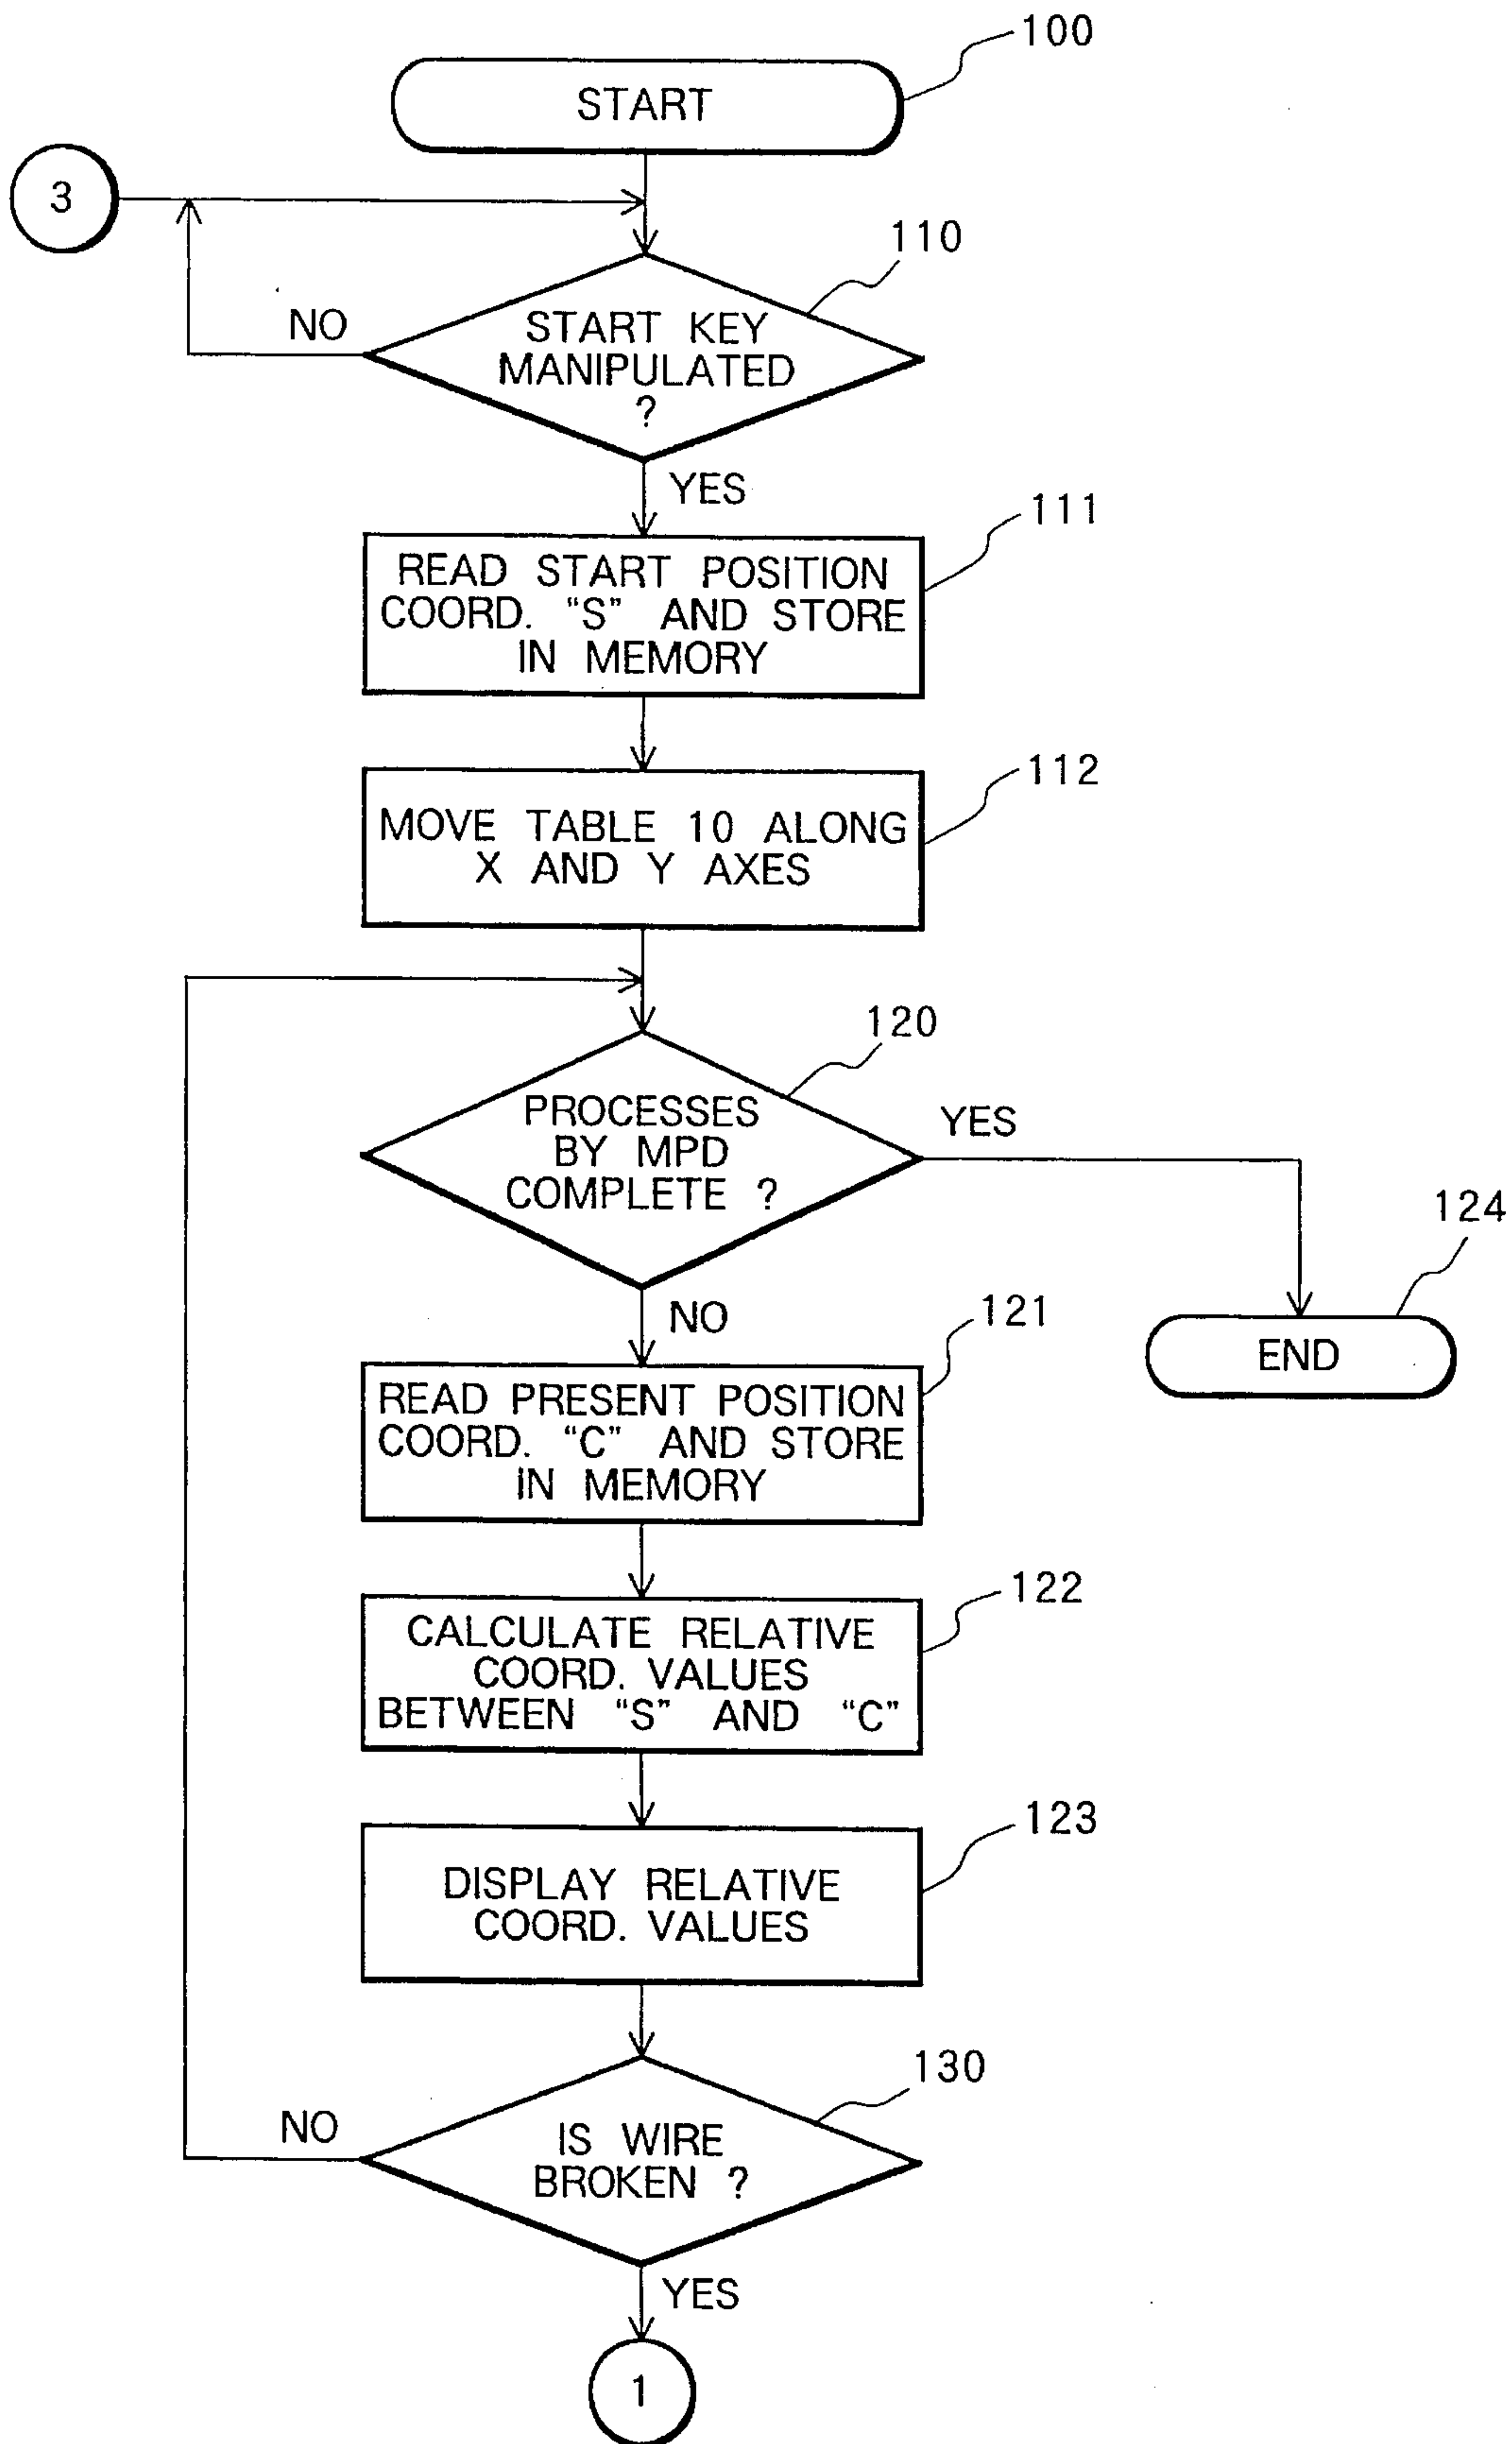 100
START
3
110
NO
START KEY
MANIPULATED
?
YES
111
READ START POSITION
COORD. “S” AND STORE
IN MEMORY
112
MOVE TABLE 10 ALONG
X AND Y AXES
120
PROCESSES
BY MPD
COMPLETE ?
YES
124
END
NO
121
READ PRESENT POSITION
COORD. “C” AND STORE
IN MEMORY
122
CALCULATE RELATIVE
COORD. VALUES
BETWEEN “S” AND “C”
123
DISPLAY RELATIVE
COORD. VALUES
130
NO
IS WIRE
BROKEN ?
YES
1